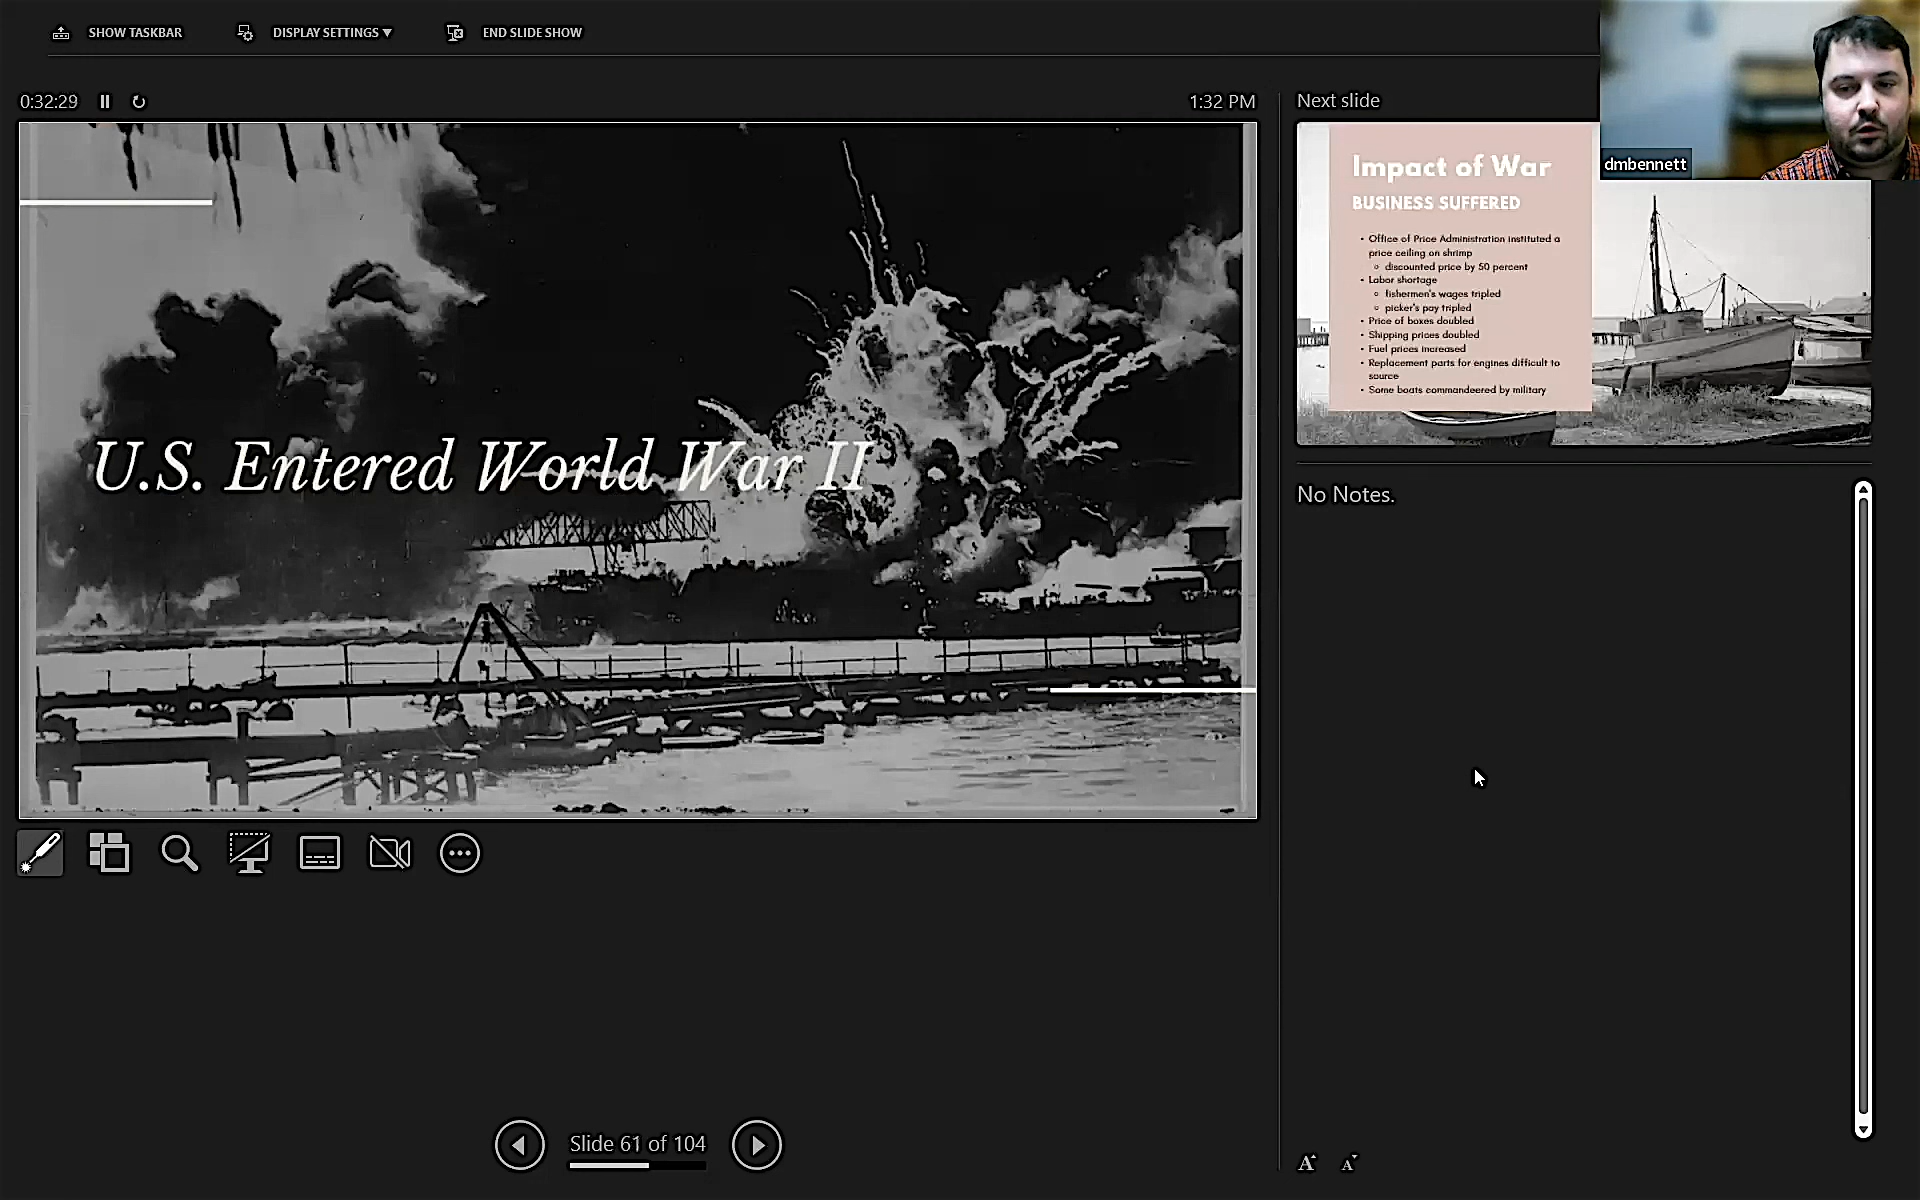 SHOW TASKBAR
DISPLAY SETTINGS ▼
END SLIDE SHOW
0:32:29
1:32 PM
U.S. Entered World War II
Slide 61 of 104
Next slide
dmbennett
Impact of War
BUSINESS SUFFERED
• Office of Price Administration instituted a
price ceiling on shrimp
○ discounted price by 50 percent
• Labor shortage
○ fishermen's wages tripled
○ picker's pay tripled
• Price of boxes doubled
• Shipping prices doubled
• Fuel prices increased
• Replacement parts for engines difficult to
source
• Some boats commandeered by military
No Notes.
A A